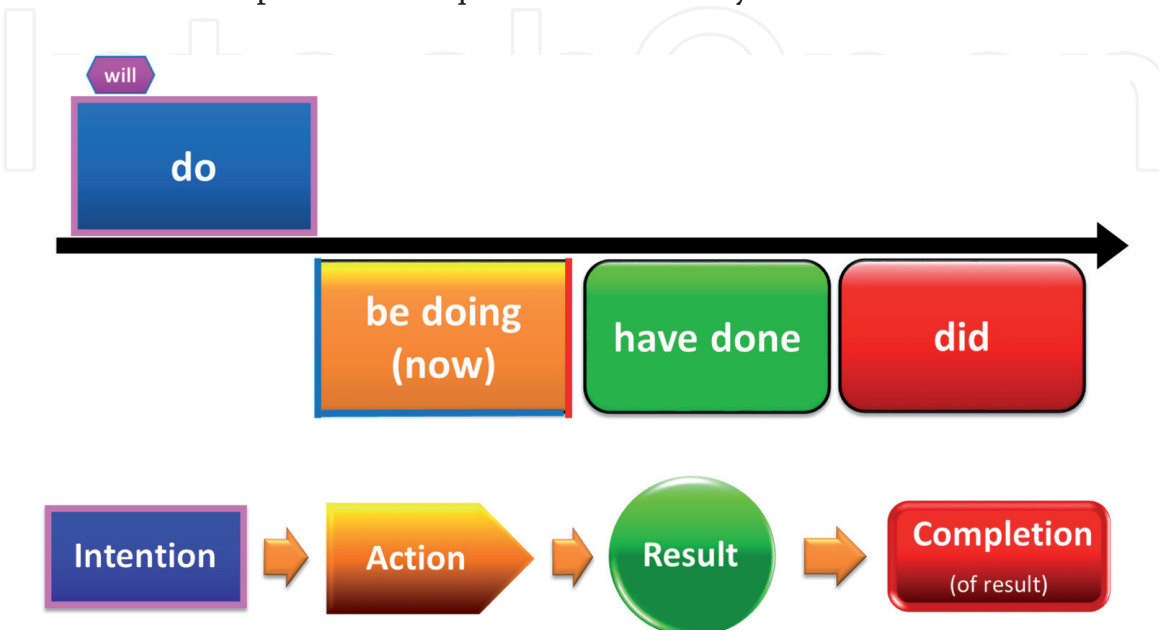 will
do
be doing
(now)
have done
did
Intention
Action
Result
Completion
(of result)